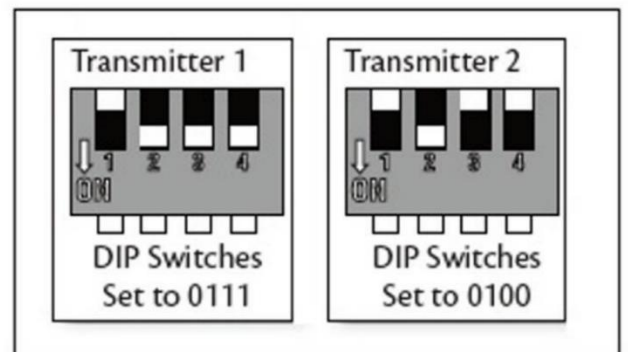 Transmitter 1
1 2 3 4
ON
DIP Switches
Set to 0111
Transmitter 2
1 2 3 4
ON
DIP Switches
Set to 0100